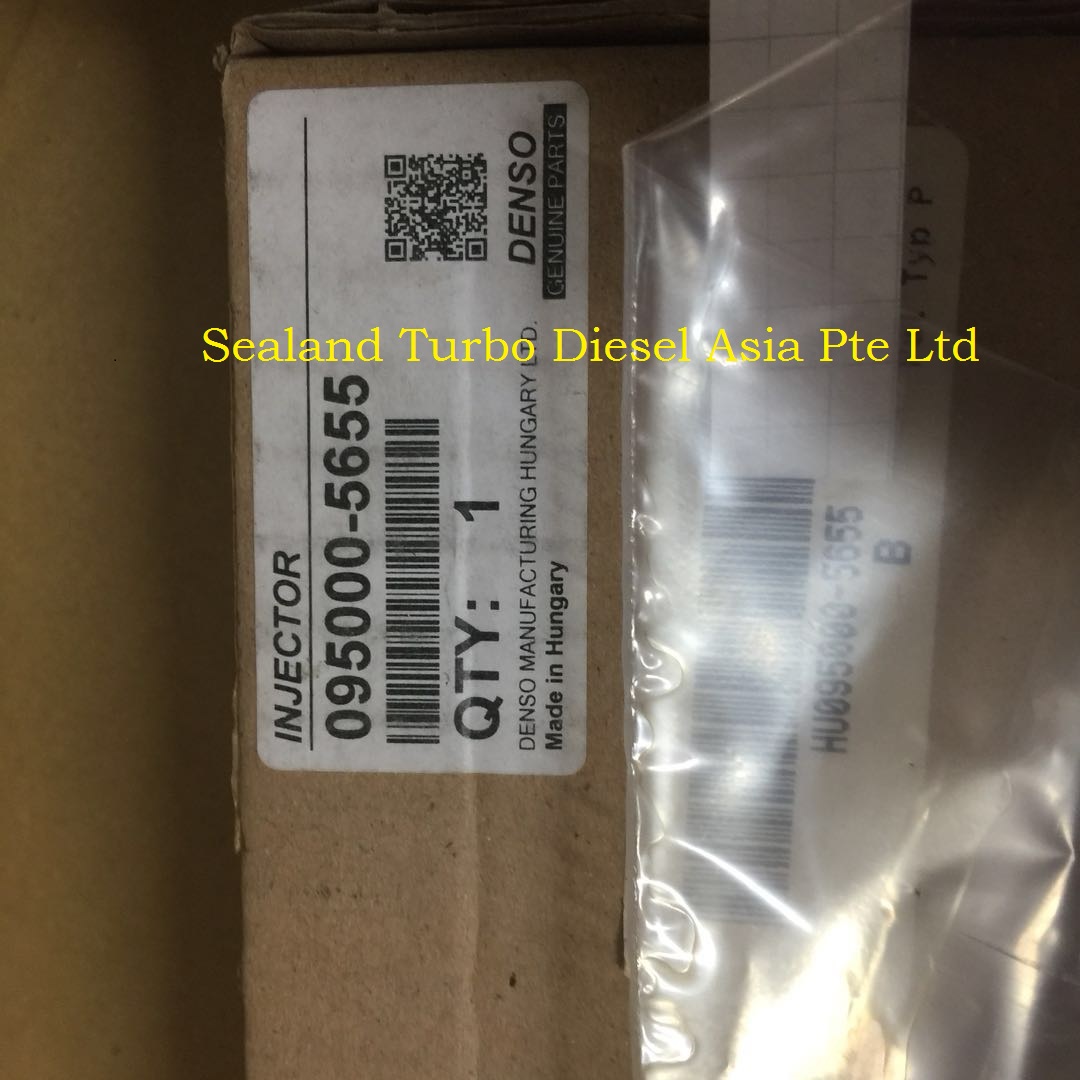 INJECTOR
095000-5655
QTY: 1
DENSO MANUFACTURING HUNGARY LTD.
Made in Hungary
DENSO
GENUINE PARTS
Sealand Turbo Diesel Asia Pte Ltd
Typ P
HU095000-5655
B